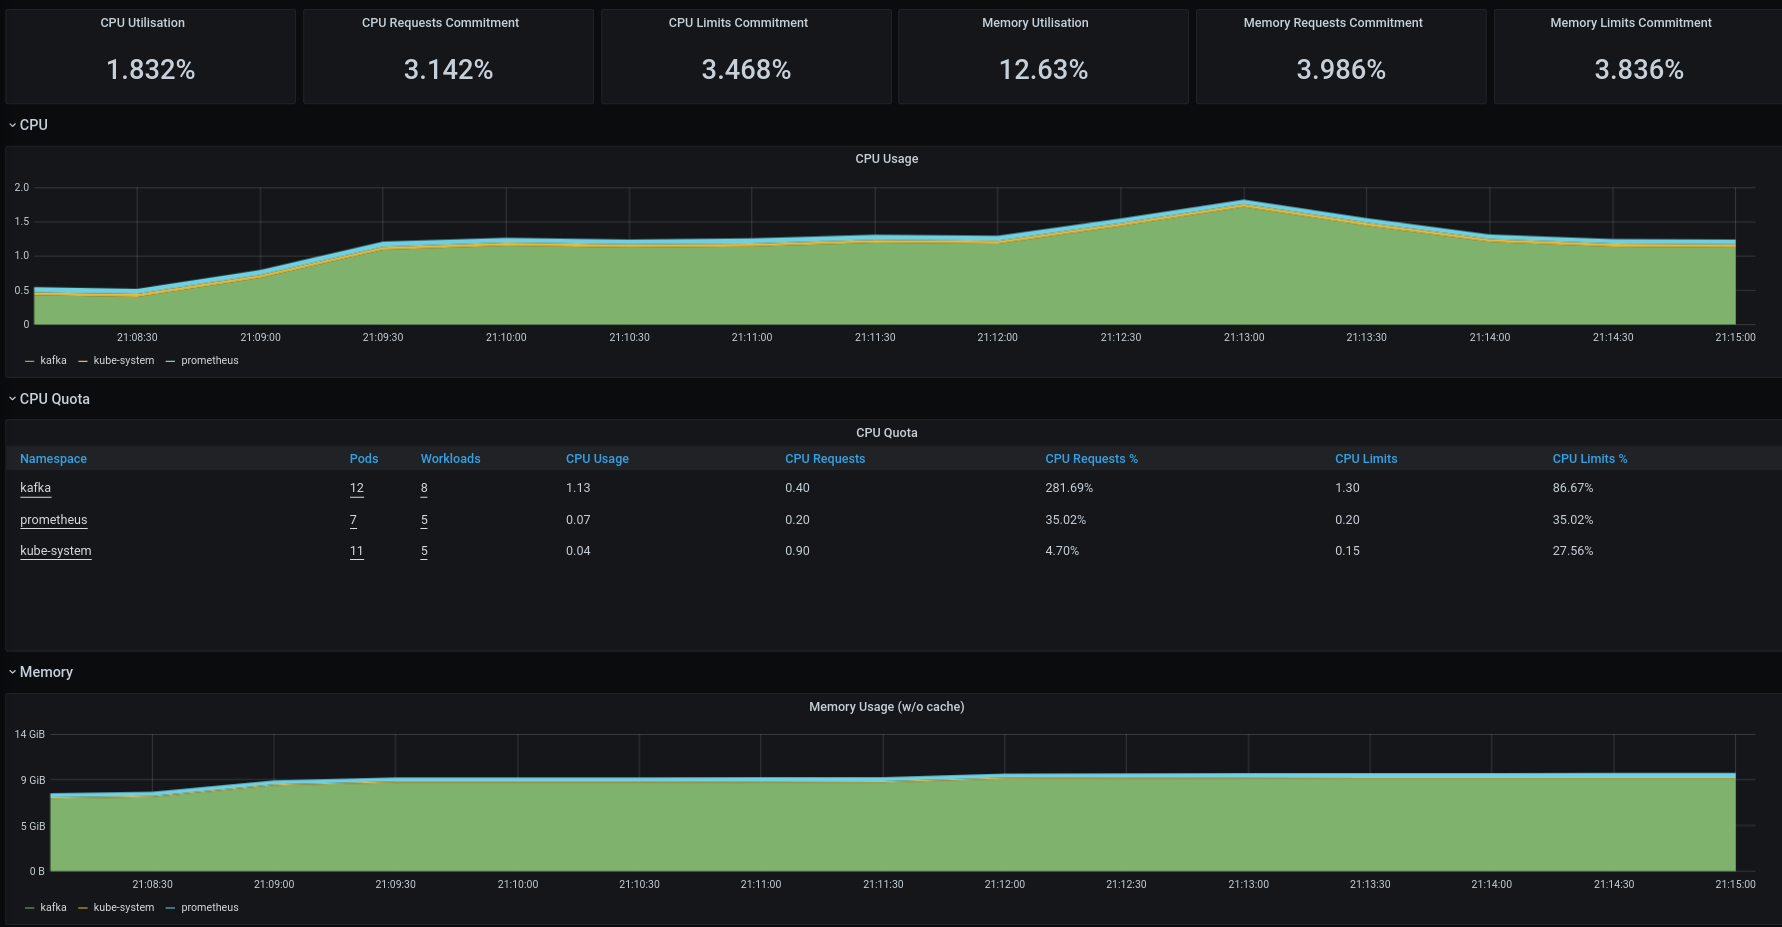 CPU Utilisation CPU Requests Commitment CPU Limits Commitment Memory Utilisation Memory Requests Commitment Memory Limits Commitment
1.832% 3.142% 3.468% 12.63% 3.986% 3.836%
CPU
CPU Usage
2.0
1.5
1.0
0.5
0
21:08:30 21:09:00 21:09:30 21:10:00 21:10:30 21:11:00 21:11:30 21:12:00 21:12:30 21:13:00 21:13:30 21:14:00 21:14:30 21:15:00
kafka kube-system prometheus
CPU Quota
CPU Quota
Namespace Pods Workloads CPU Usage CPU Requests CPU Requests % CPU Limits CPU Limits %
kafka 12 8 1.13 0.40 281.69% 1.30 86.67%
prometheus 7 5 0.07 0.20 35.02% 0.20 35.02%
kube-system 11 5 0.04 0.90 4.70% 0.15 27.56%
Memory
Memory Usage (w/o cache)
14 GiB
9 GiB
5 GiB
0 B
21:08:30 21:09:00 21:09:30 21:10:00 21:10:30 21:11:00 21:11:30 21:12:00 21:12:30 21:13:00 21:13:30 21:14:00 21:14:30 21:15:00
kafka kube-system prometheus